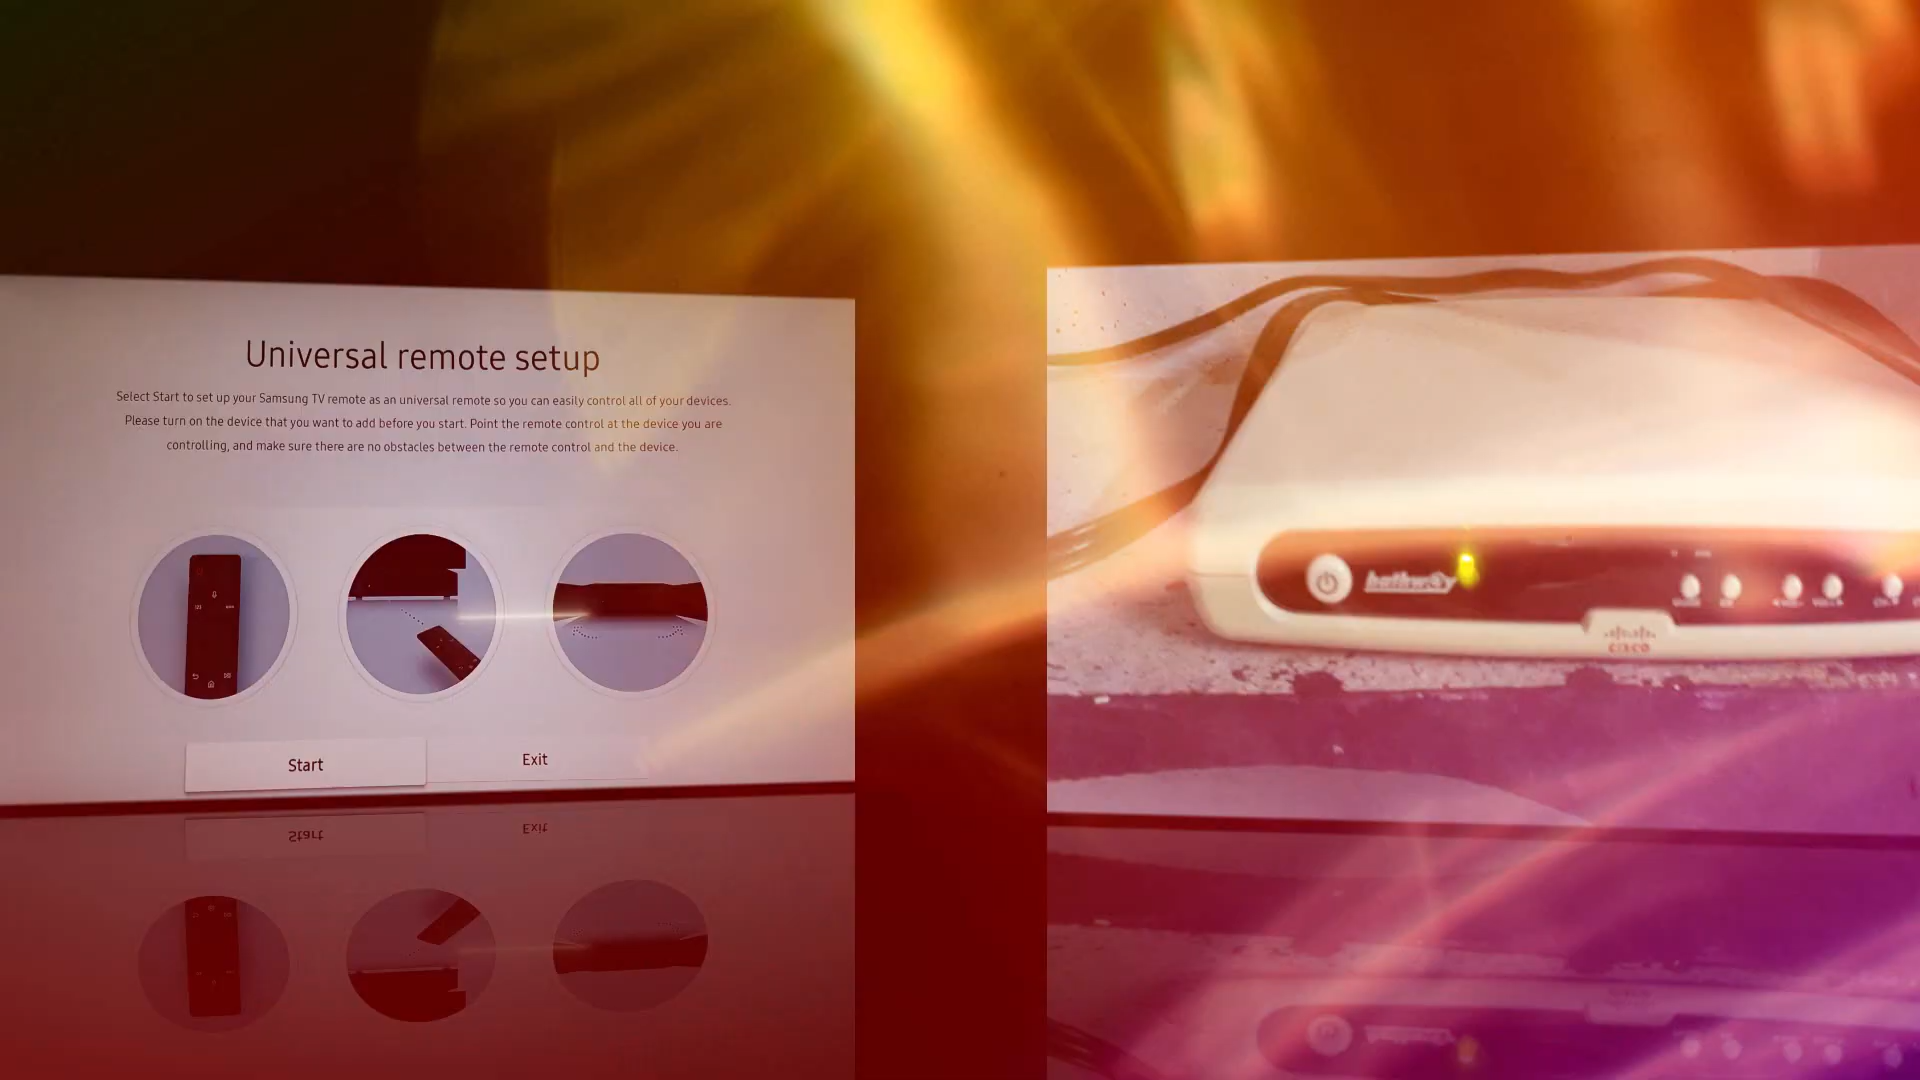 Universal remote setup
Select Start to set up your Samsung TV remote as an universal remote so you can easily control all of your devices.
Please turn on the device that you want to add before you start. Point the remote control at the device you are
controlling, and make sure there are no obstacles between the remote control and the device.
Start
Exit
hathway
CISCO